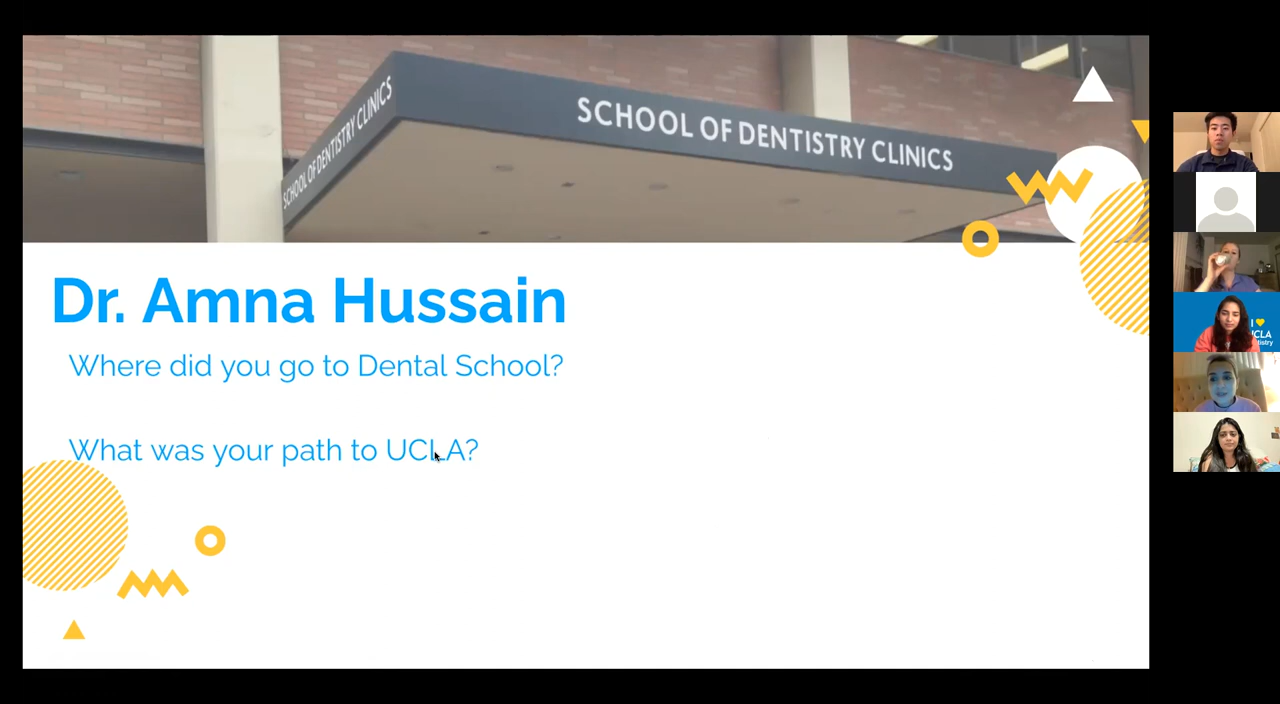 SCHOOL OF DENTISTRY CLINICS
SCHOOL OF DENTISTRY CLINICS
Dr. Amna Hussain
Where did you go to Dental School?
What was your path to UCLA?
I
UCLA